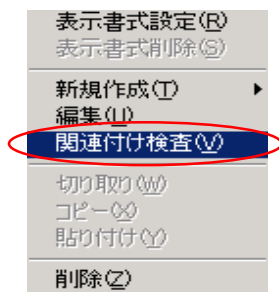 表示書式設定(R)
表示書式削除(S)
新規作成(T)
編集(U)
関連付け検査(V)
切り取り(W)
コピー(X)
貼り付け(Y)
削除(Z)